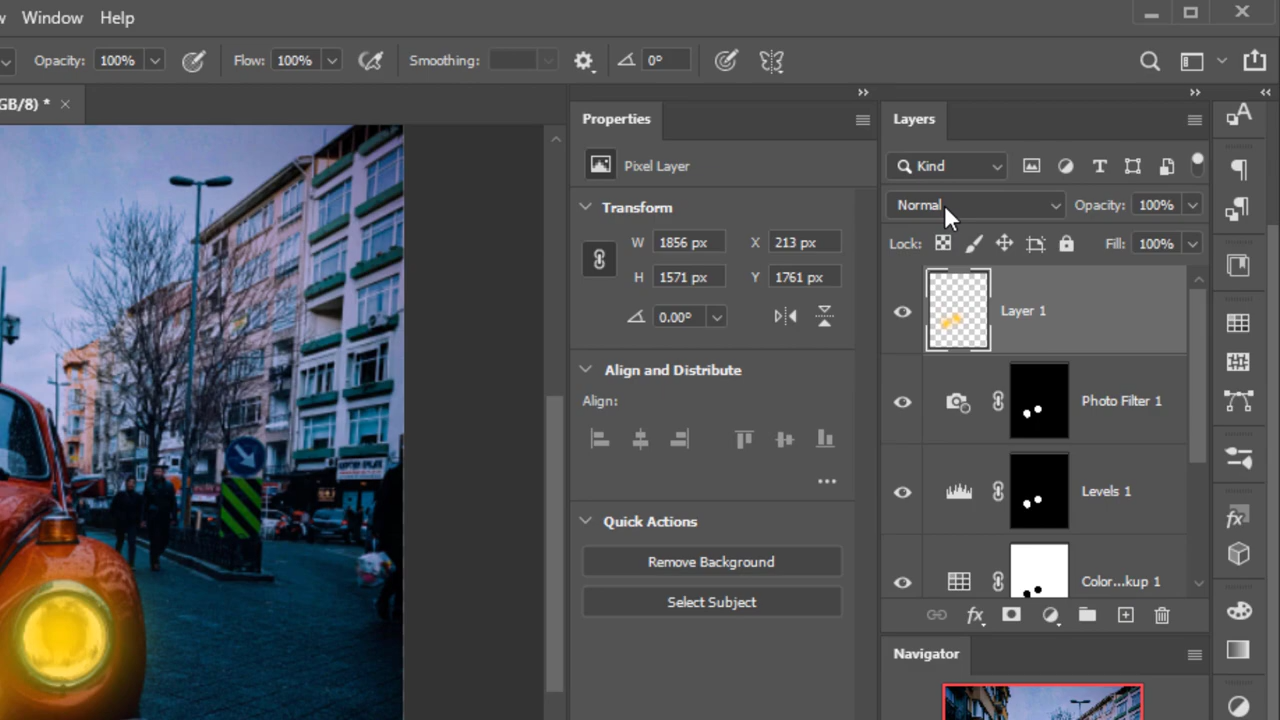 Window Help
Opacity: 100% Flow: 100% Smoothing: 0°
GB/8) * ×
Properties
Pixel Layer
Transform
W 1856 px X 213 px
H 1571 px Y 1761 px
0.00°
Align and Distribute
Align:
Quick Actions
Remove Background
Select Subject
Layers
Kind
Normal Opacity: 100%
Lock: Fill: 100%
Layer 1
Photo Filter 1
Levels 1
Color...kup 1
Navigator